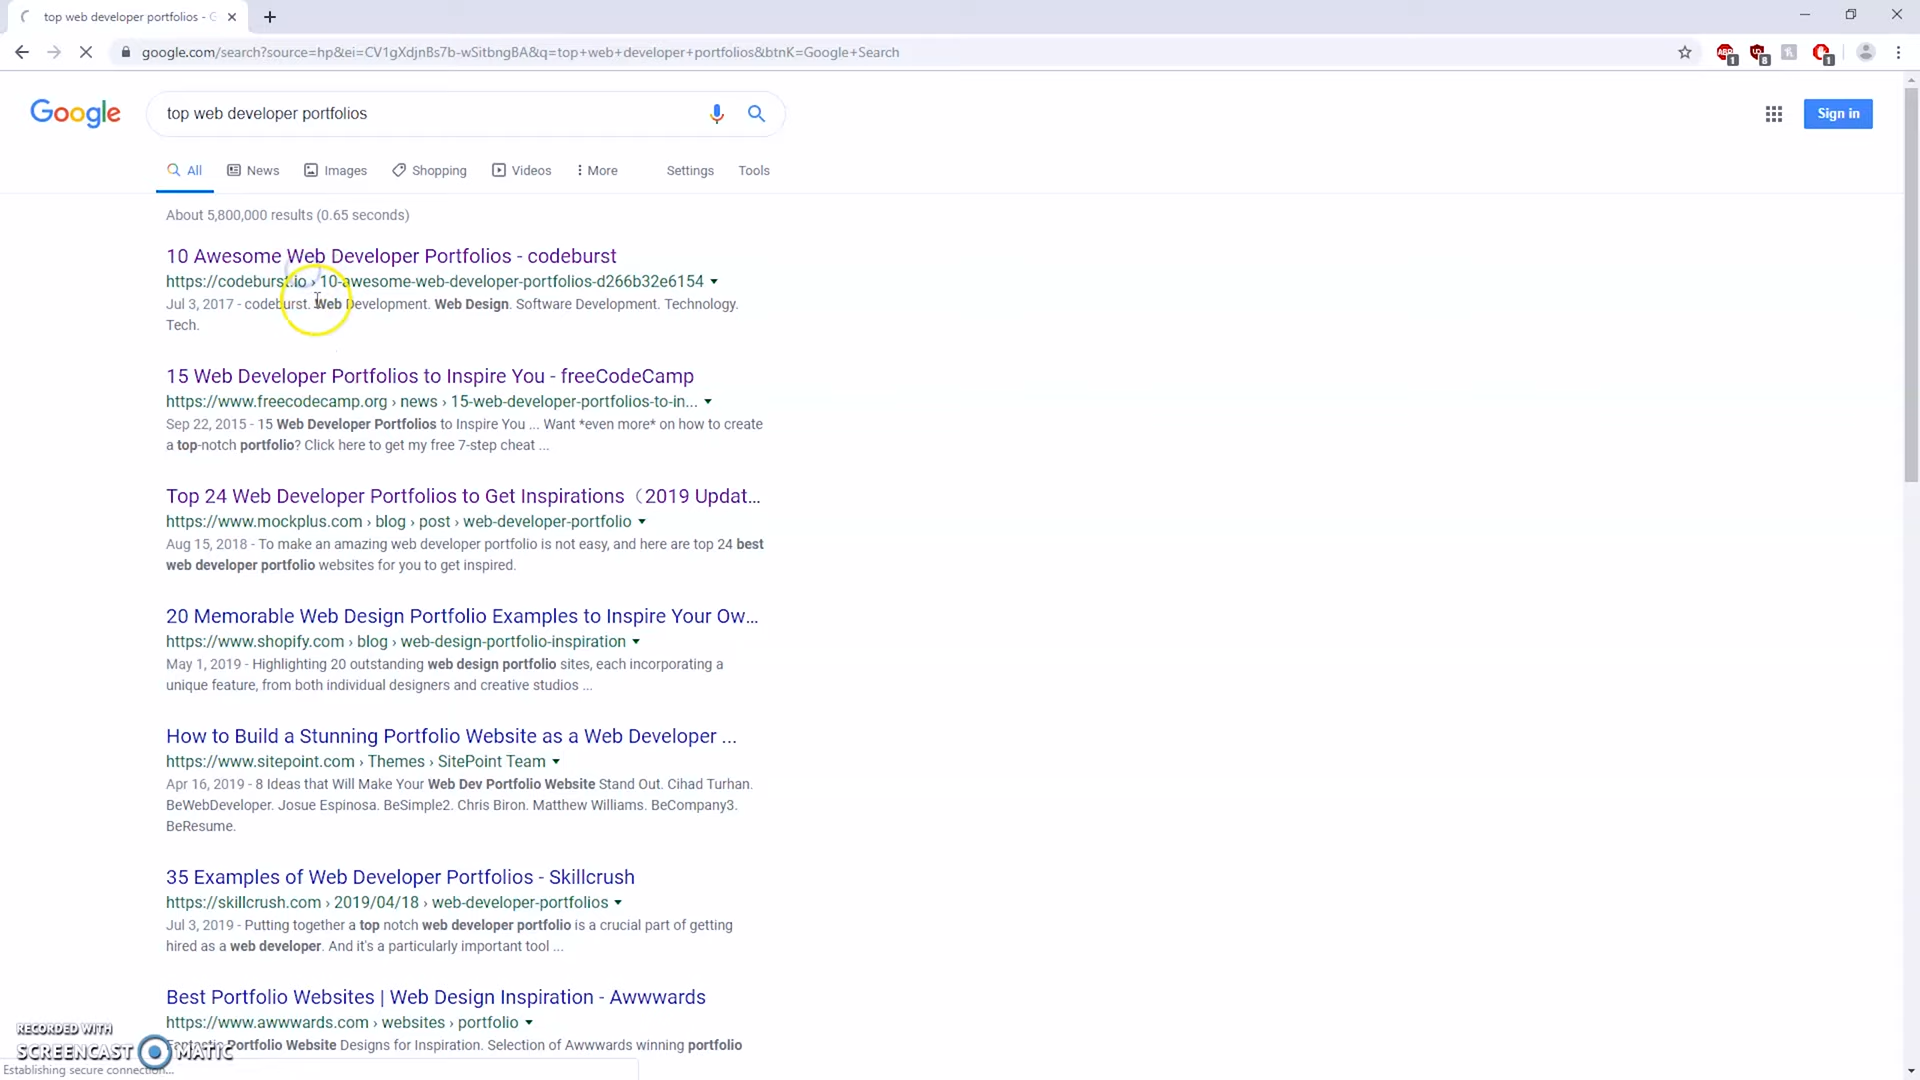 top web developer portfolios - G
google.com/search?source=hp&ei=CV1gXdjnBs7b-wSitbngBA&q=top+web+developer+portfolios&btnK=Google+Search
ABP 1 8 1
Google top web developer portfolios Sign in
All News Images Shopping Videos More Settings Tools
About 5,800,000 results (0.65 seconds)
10 Awesome Web Developer Portfolios - codeburst
https://codeburst.io › 10-awesome-web-developer-portfolios-d266b32e6154
Jul 3, 2017 - codeburst. Web Development. Web Design. Software Development. Technology.
Tech.
15 Web Developer Portfolios to Inspire You - freeCodeCamp
https://www.freecodecamp.org › news › 15-web-developer-portfolios-to-in...
Sep 22, 2015 - 15 Web Developer Portfolios to Inspire You ... Want *even more* on how to create
a top-notch portfolio? Click here to get my free 7-step cheat ...
Top 24 Web Developer Portfolios to Get Inspirations（2019 Updat...
https://www.mockplus.com › blog › post › web-developer-portfolio
Aug 15, 2018 - To make an amazing web developer portfolio is not easy, and here are top 24 best
web developer portfolio websites for you to get inspired.
20 Memorable Web Design Portfolio Examples to Inspire Your Ow...
https://www.shopify.com › blog › web-design-portfolio-inspiration
May 1, 2019 - Highlighting 20 outstanding web design portfolio sites, each incorporating a
unique feature, from both individual designers and creative studios ...
How to Build a Stunning Portfolio Website as a Web Developer ...
https://www.sitepoint.com › Themes › SitePoint Team
Apr 16, 2019 - 8 Ideas that Will Make Your Web Dev Portfolio Website Stand Out. Cihad Turhan.
BeWebDeveloper. Josue Espinosa. BeSimple2. Chris Biron. Matthew Williams. BeCompany3.
BeResume.
35 Examples of Web Developer Portfolios - Skillcrush
https://skillcrush.com › 2019/04/18 › web-developer-portfolios
Jul 3, 2019 - Putting together a top notch web developer portfolio is a crucial part of getting
hired as a web developer. And it's a particularly important tool ...
Best Portfolio Websites | Web Design Inspiration - Awwwards
https://www.awwwards.com › websites › portfolio
Fantastic Portfolio Website Designs for Inspiration. Selection of Awwwards winning portfolio
RECORDED WITH
SCREENCAST MATIC
Establishing secure connection...